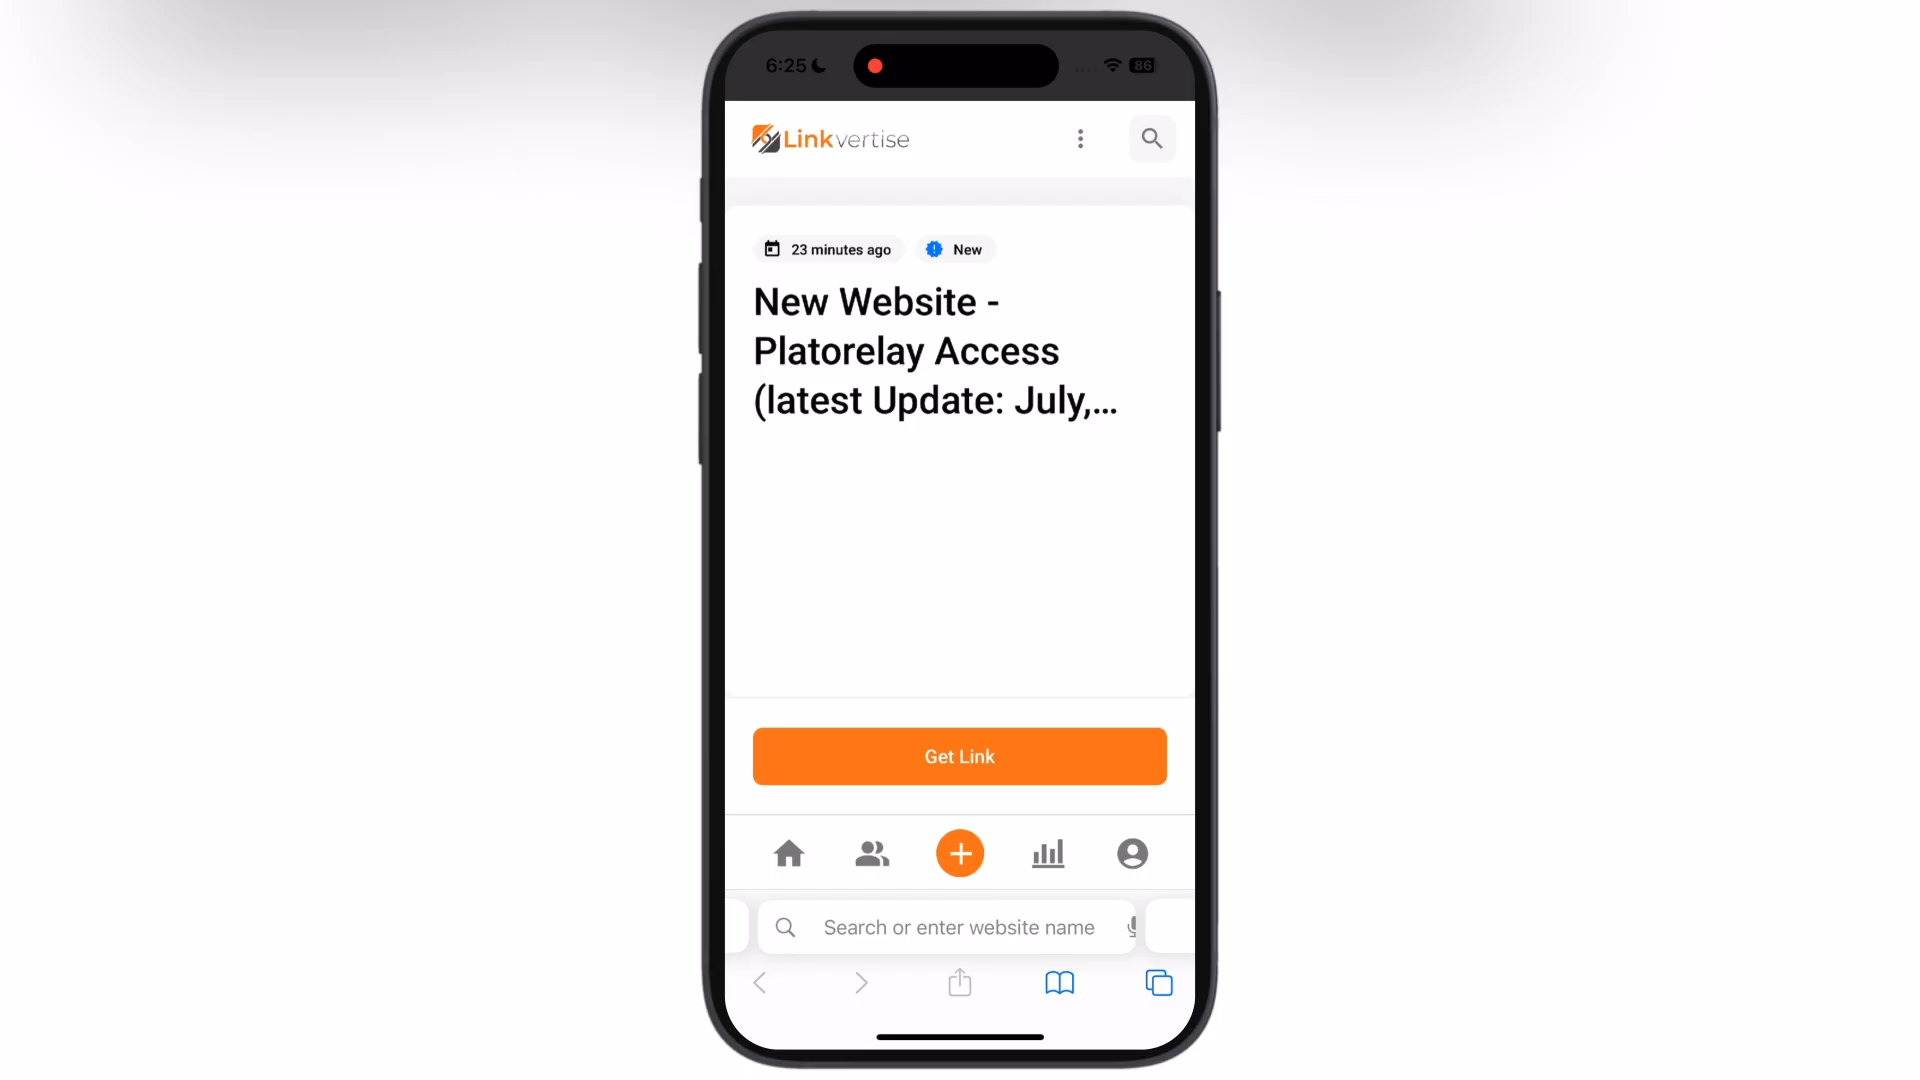 6:25
86
Linkvertise
23 minutes ago
New
New Website -
Platorelay Access
(latest Update: July,...
Get Link
Search or enter website name